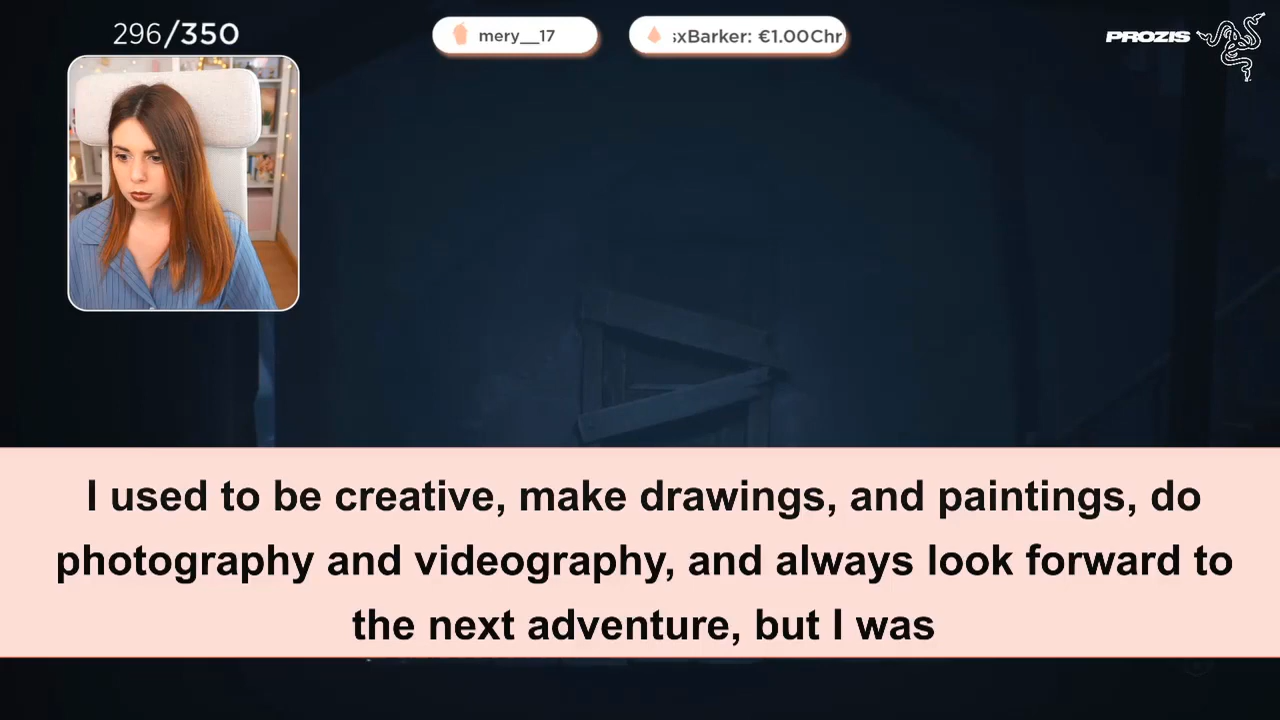 296/350
mery__17
sxBarker: €1.00Chr
PROZIS
I used to be creative, make drawings, and paintings, do
photography and videography, and always look forward to
the next adventure, but I was